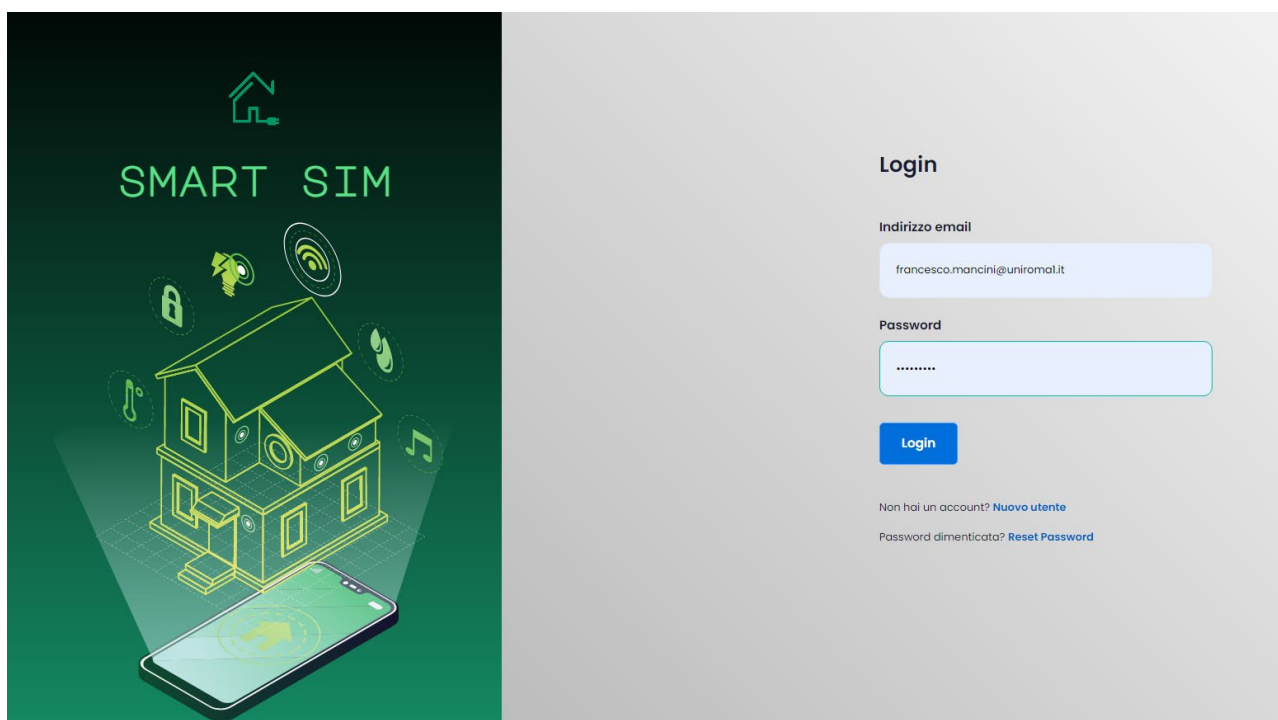 SMART SIM
Login
Indirizzo email
francesco.mancini@uniroma1.it
Password
•••••••••
Login
Non hai un account? Nuovo utente
Password dimenticata? Reset Password